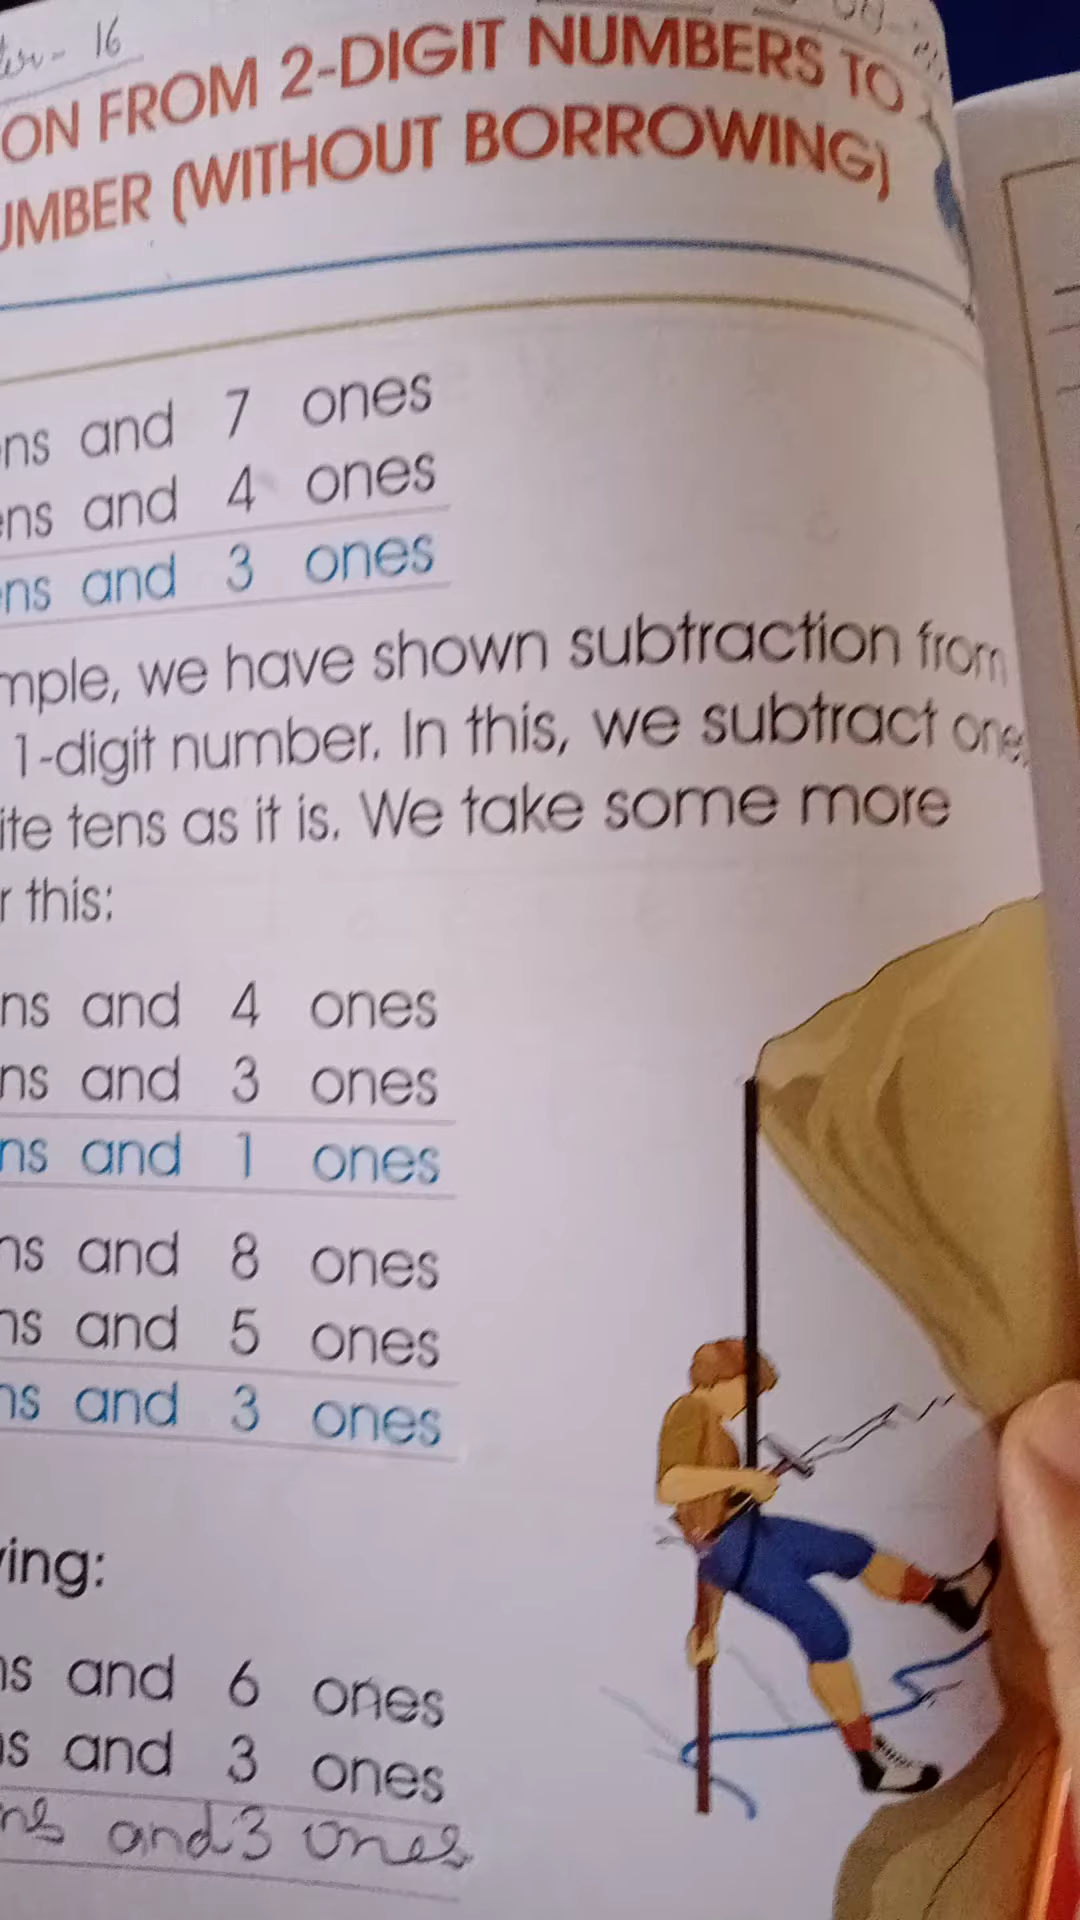 16
ON FROM 2-DIGIT NUMBERS TO
UMBER (WITHOUT BORROWING)
ns and 7 ones
ens and 4 ones
ns and 3 ones
mple, we have shown subtraction from
1-digit number. In this, we subtract one
ite tens as it is. We take some more
r this:
ns and 4 ones
ns and 3 ones
ns and 1 ones
ns and 8 ones
ns and 5 ones
ns and 3 ones
ing:
ns and 6 ones
s and 3 ones
ns and 3 ones